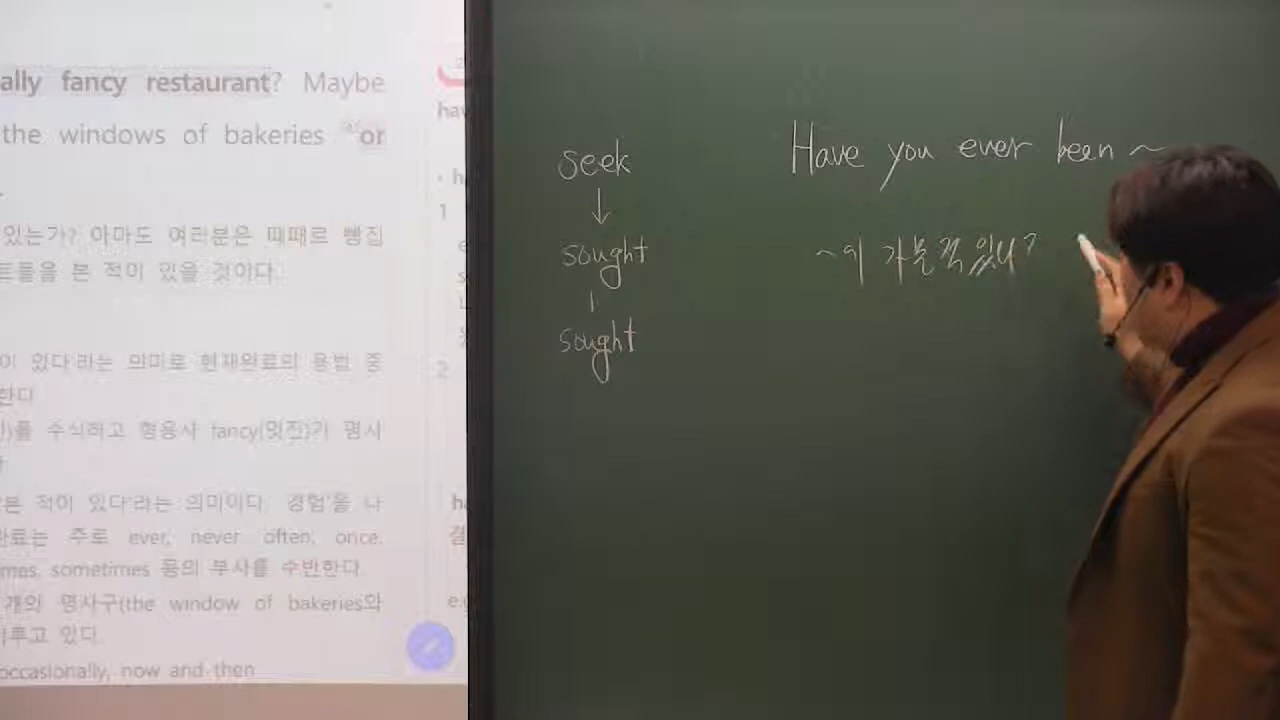 ally fancy restaurant? Maybe
the windows of bakeries or
있는가? 아마도 여러분은 때때로 빵집
트들을 본 적이 있을 것이다.
이 있다'라는 의미로 현재완료의 용법 중
한다
를 수식하고 형용사 fancy(멋진)가 명사
본 적이 있다'라는 의미이다. '경험'을 나
완료는 주로 ever, never often, once,
mes sometimes 등의 부사를 수반한다.
개의 명사구(the window of bakeries와
이루고 있다.
occasionally, now and then
hav
1
2
seek
↓
sought
sought
Have you ever been ~
~에 가본적 있니?